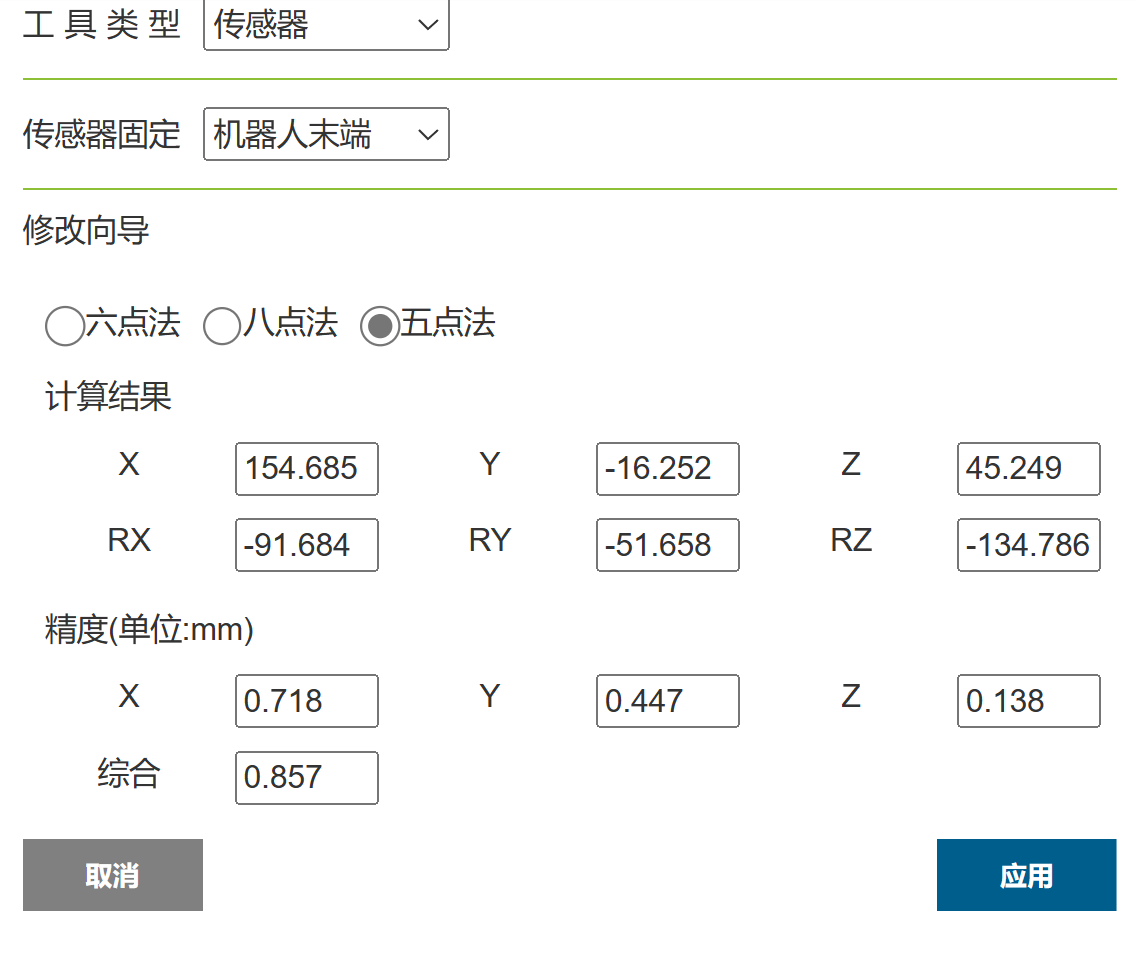 工 具 类 型 传感器
传感器固定 机器人末端
修改向导
六点法 八点法 五点法
计算结果
X 154.685 Y -16.252 Z 45.249
RX -91.684 RY -51.658 RZ -134.786
精度(单位:mm)
X 0.718 Y 0.447 Z 0.138
综合 0.857
取消 应用